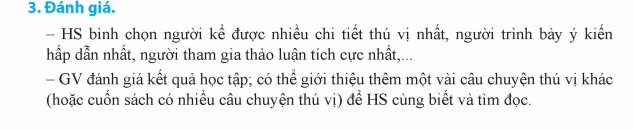 3. Đánh giá.
– HS bình chọn người kể được nhiều chi tiết thú vị nhất, người trình bày ý kiến
hấp dẫn nhất, người tham gia thảo luận tích cực nhất,...
– GV đánh giá kết quả học tập; có thể giới thiệu thêm một vài câu chuyện thú vị khác
(hoặc cuốn sách có nhiều câu chuyện thú vị) để HS cùng biết và tìm đọc.